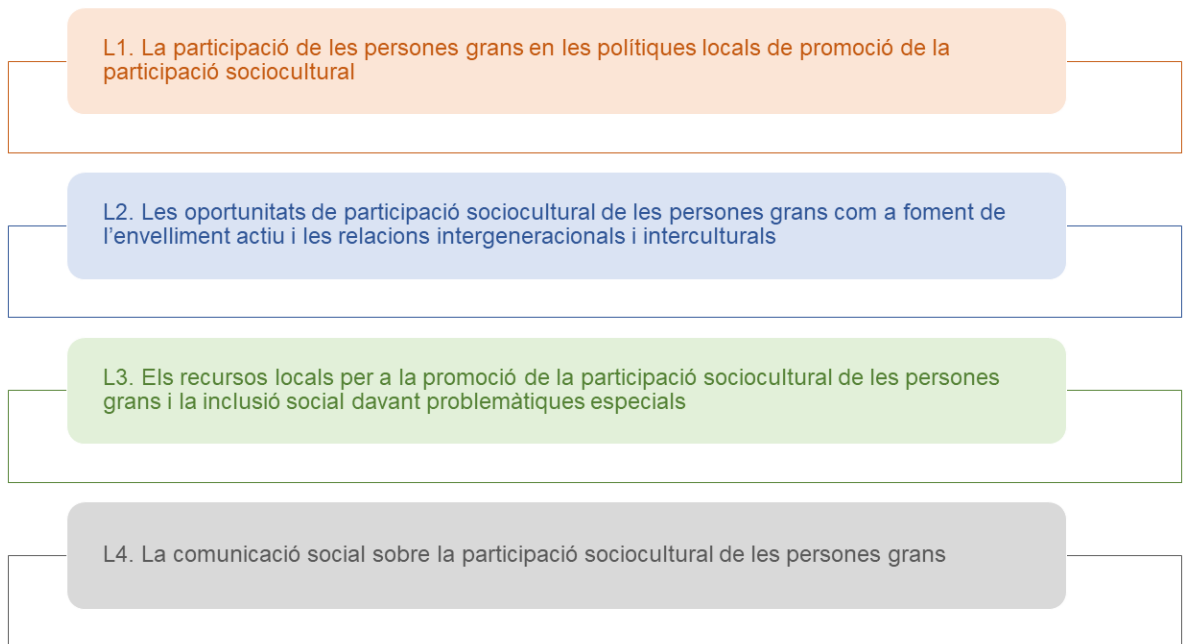 L1. La participació de les persones grans en les polítiques locals de promoció de la
participació sociocultural
L2. Les oportunitats de participació sociocultural de les persones grans com a foment de
l’envelliment actiu i les relacions intergeneracionals i interculturals
L3. Els recursos locals per a la promoció de la participació sociocultural de les persones
grans i la inclusió social davant problemàtiques especials
L4. La comunicació social sobre la participació sociocultural de les persones grans